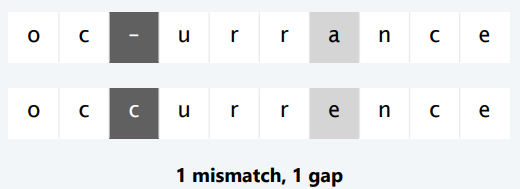 o c - u r r a n c e
o c c u r r e n c e
1 mismatch, 1 gap